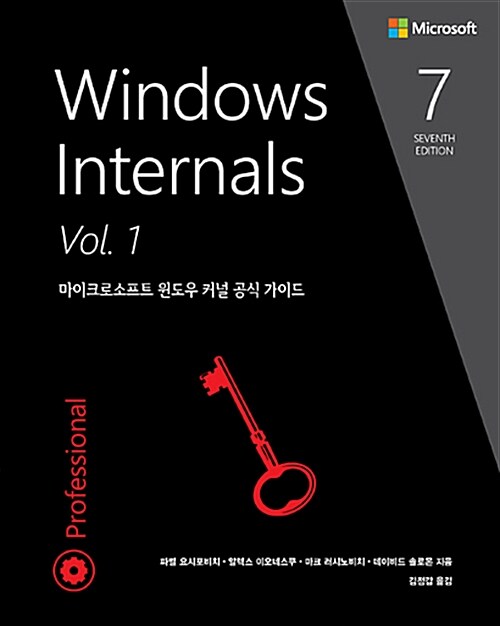 Microsoft
Windows
Internals
Vol. 1
7
SEVENTH
EDITION
마이크로소프트 윈도우 커널 공식 가이드
Professional
파벨 요시포비치 · 알렉스 이오네스쿠 · 마크 러시노비치 · 데이비드 솔로몬 지음
김점갑 옮김